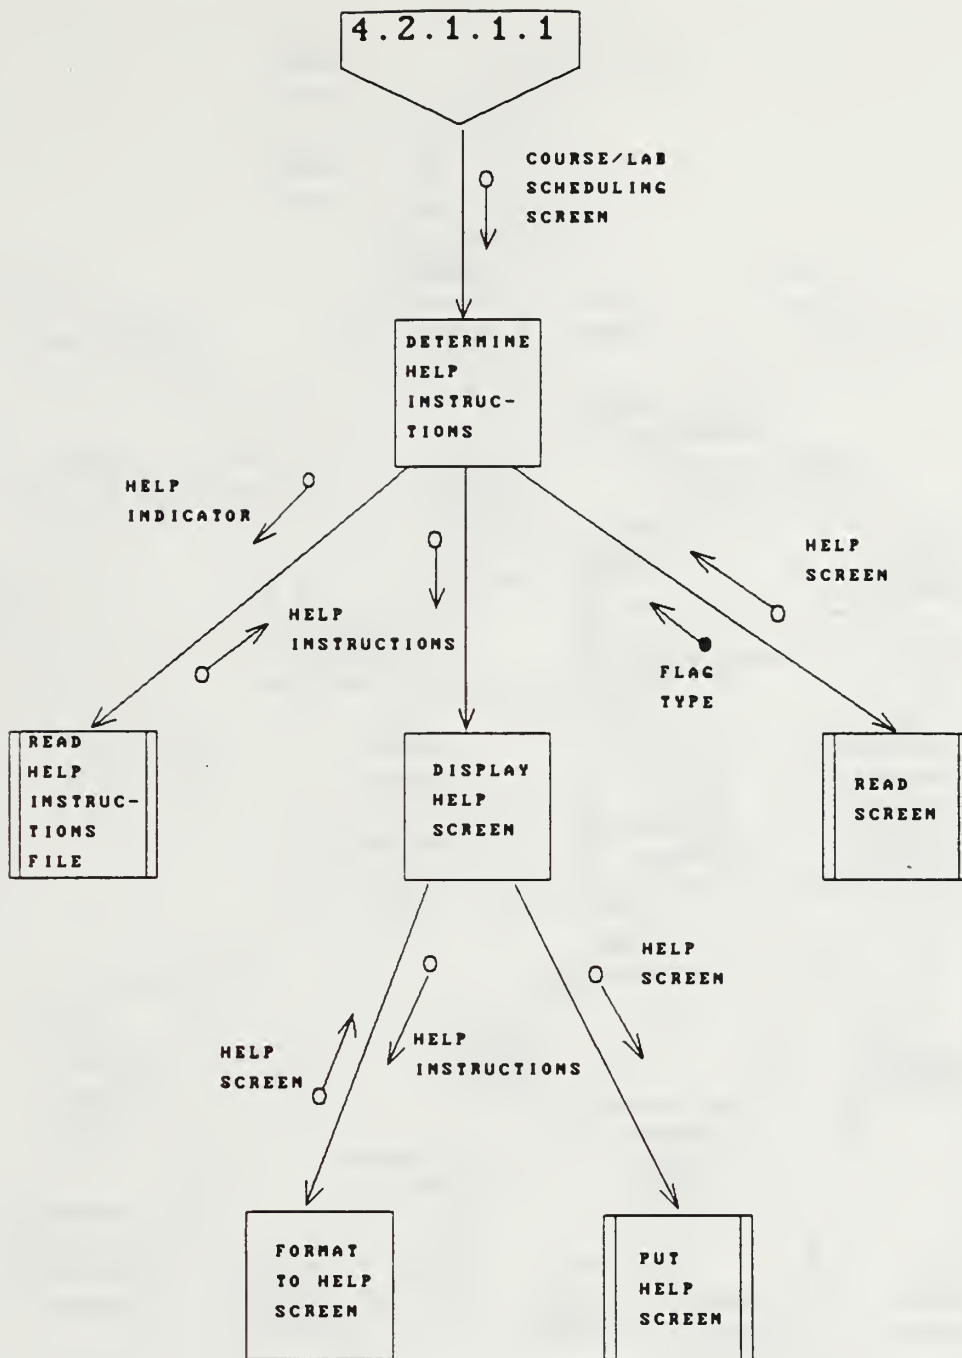 4.2.1.1.1
COURSE/LAB
SCHEDULING
SCREEN
DETERMINE
HELP
INSTRUC-
TIONS
HELP
INDICATOR
HELP
INSTRUCTIONS
HELP
SCREEN
FLAG
TYPE
READ
HELP
INSTRUC-
TIONS
FILE
DISPLAY
HELP
SCREEN
READ
SCREEN
HELP
SCREEN
HELP
INSTRUCTIONS
HELP
SCREEN
FORMAT
TO HELP
SCREEN
PUT
HELP
SCREEN